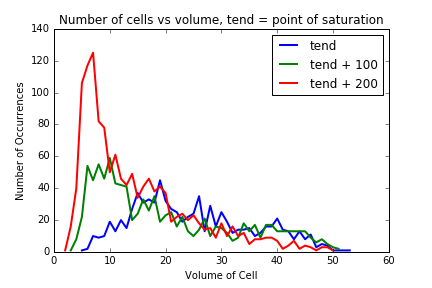 Number of cells vs volume, tend = point of saturation
140
120
100
80
60
40
20
0
Number of Occurrences
tend
tend + 100
tend + 200
0 10 20 30 40 50 60
Volume of Cell